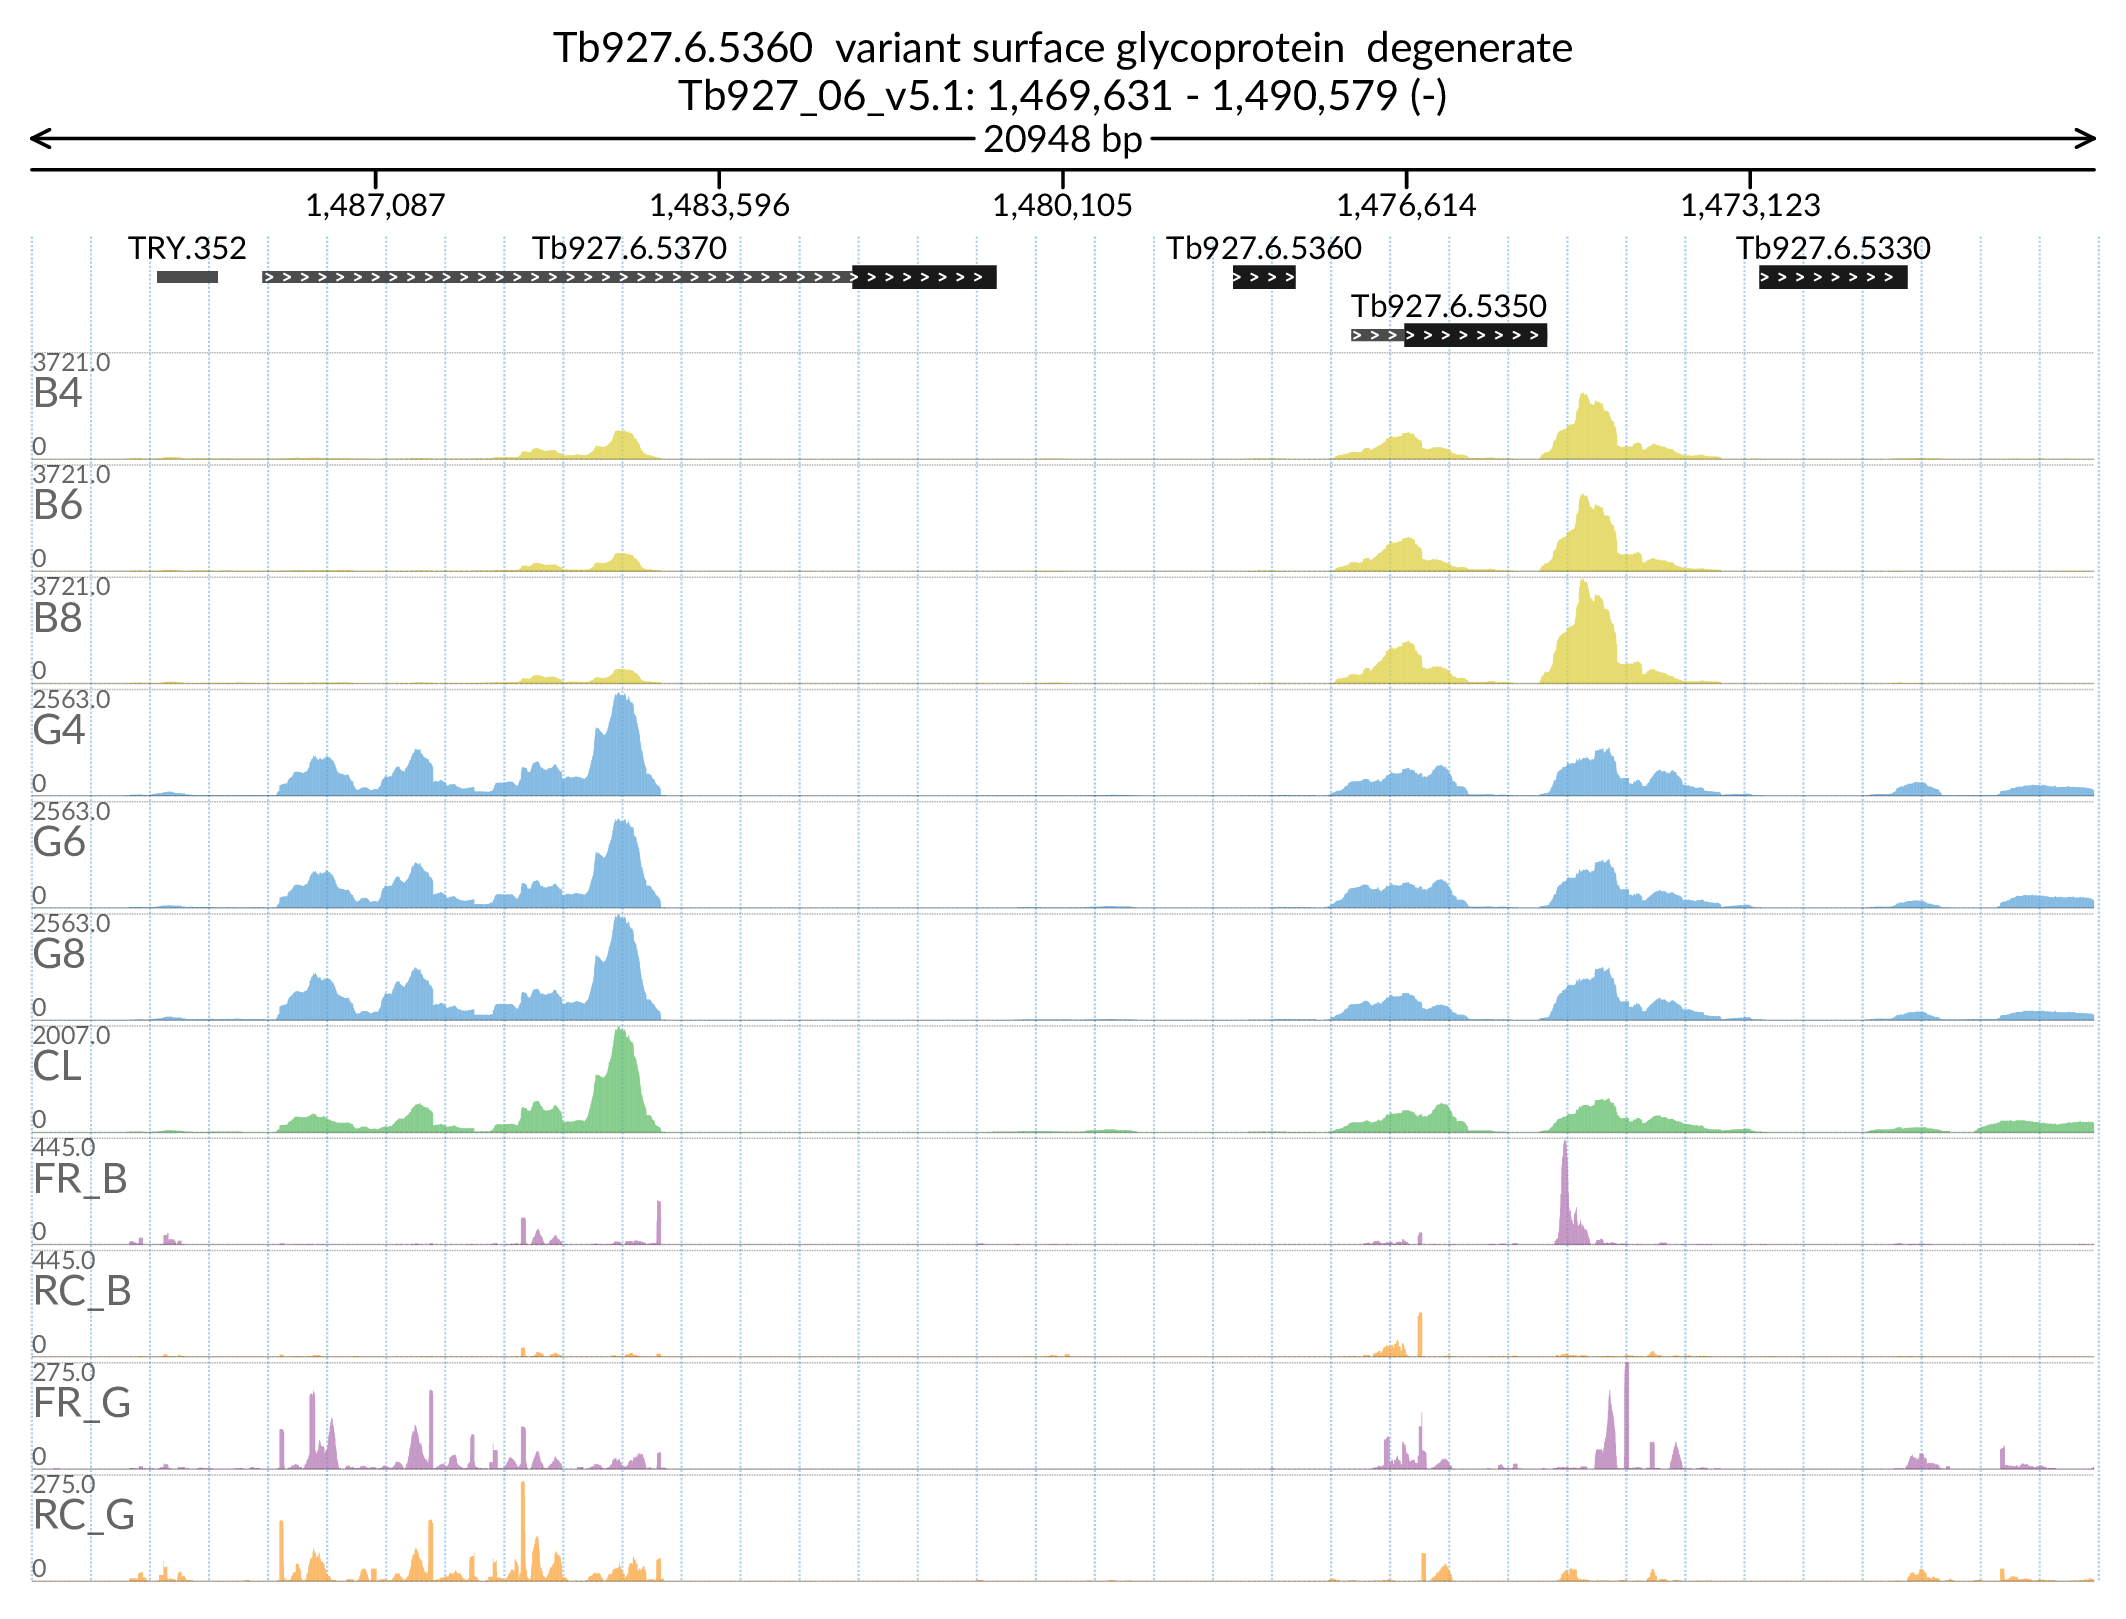 Tb927.6.5360  variant surface glycoprotein  degenerate
Tb927_06_v5.1: 1,469,631 - 1,490,579 (-)
20948 bp
1,487,087 1,483,596 1,480,105 1,476,614 1,473,123
TRY.352 Tb927.6.5370 Tb927.6.5360 Tb927.6.5330
Tb927.6.5350
3721.0
B4
0
3721.0
B6
0
3721.0
B8
0
2563.0
G4
0
2563.0
G6
0
2563.0
G8
0
2007.0
CL
0
445.0
FR_B
0
445.0
RC_B
0
275.0
FR_G
0
275.0
RC_G
0